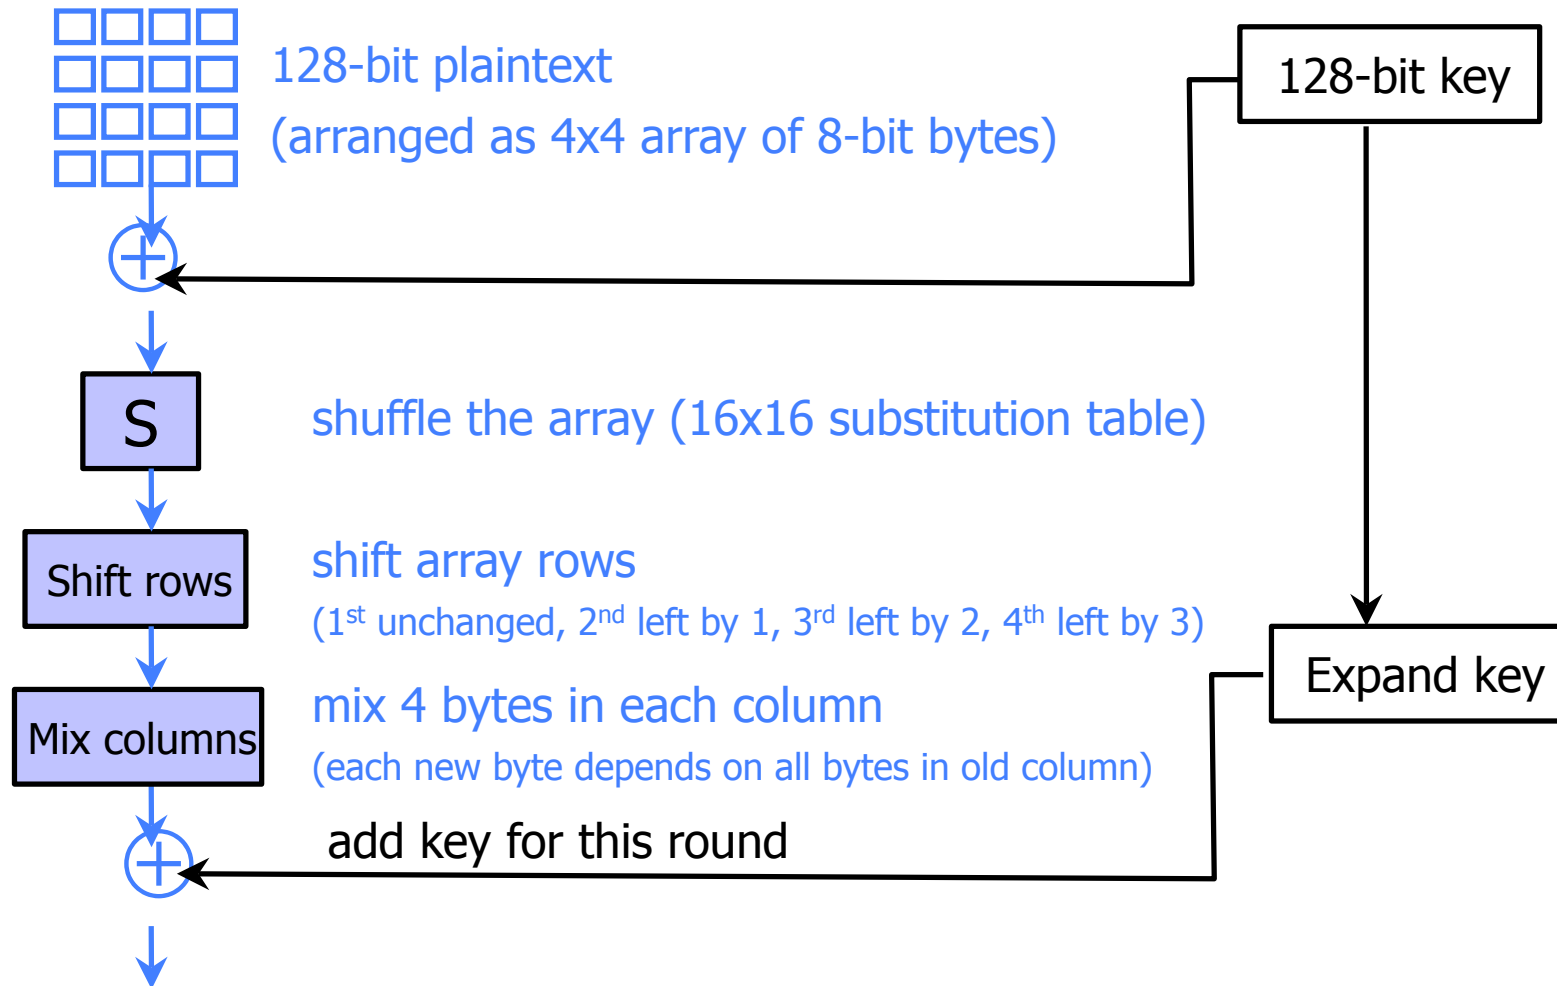 128-bit plaintext
(arranged as 4x4 array of 8-bit bytes)
128-bit key
S
shuffle the array (16x16 substitution table)
Shift rows
shift array rows
(1st unchanged, 2nd left by 1, 3rd left by 2, 4th left by 3)
Expand key
Mix columns
mix 4 bytes in each column
(each new byte depends on all bytes in old column)
add key for this round